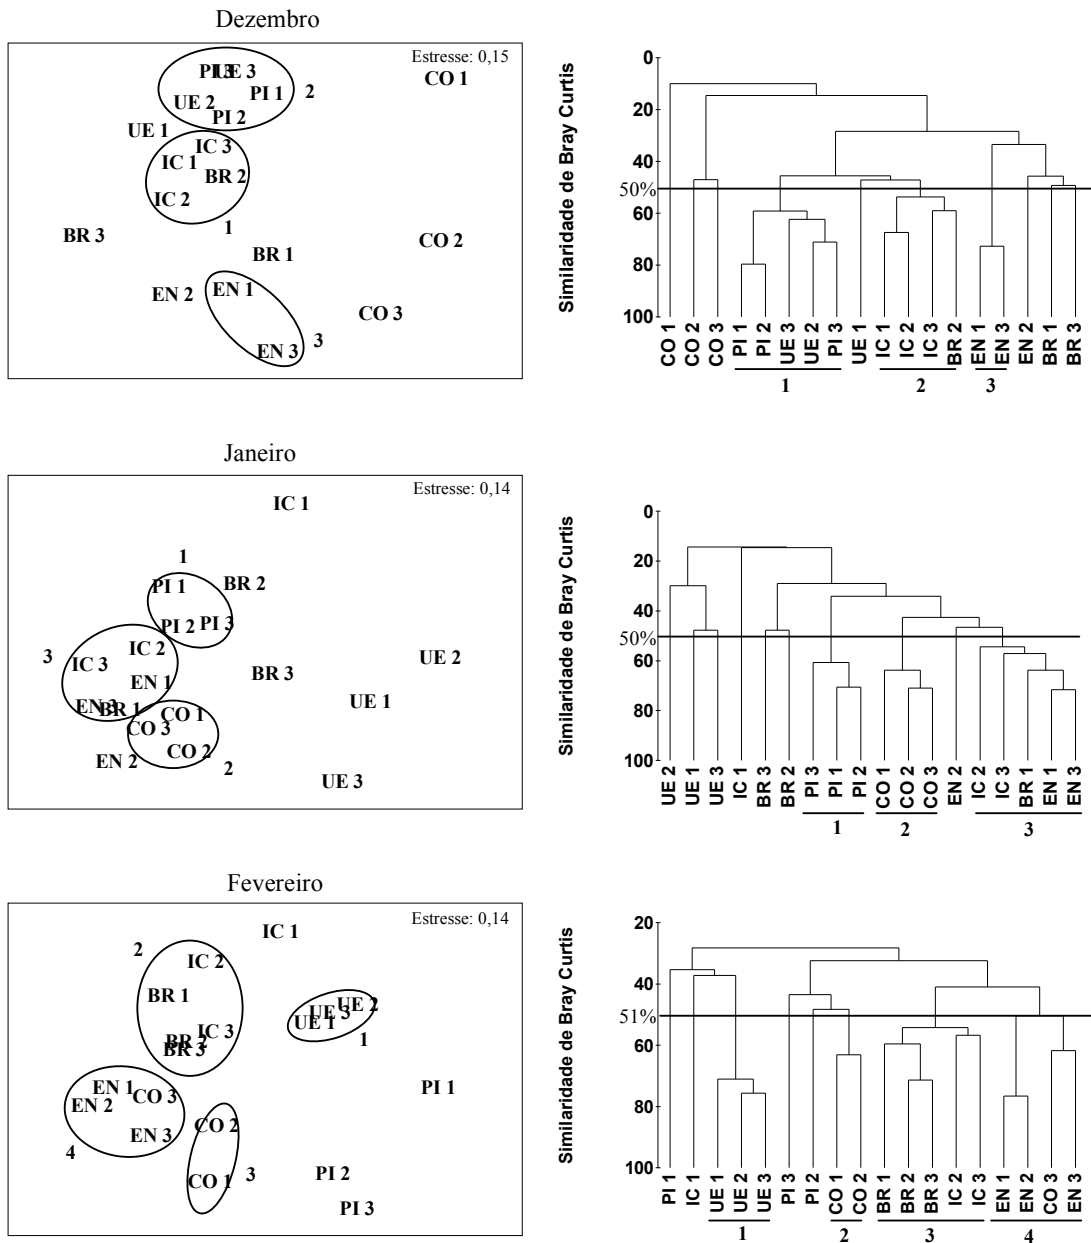 Dezembro
Estresse: 0,15
PI 3 UE 3
CO 1
PI 1
2
UE 2
PI 2
UE 1
IC 3
IC 1
BR 2
IC 2
1
BR 3
CO 2
BR 1
EN 2
EN 1
CO 3
EN 3
3
Similaridade de Bray Curtis
0
20
40
50%
60
80
100
CO 1
CO 2
CO 3
PI 1
PI 2
UE 3
UE 2
PI 3
UE 1
IC 1
IC 2
IC 3
BR 2
EN 1
EN 3
EN 2
BR 1
BR 3
1 2 3
Janeiro
Estresse: 0,14
IC 1
1
PI 1
BR 2
PI 2
PI 3
IC 2
3
IC 3
UE 2
BR 3
EN 1
UE 1
EN 3
BR 1
CO 1
CO 3
CO 2
EN 2
2
UE 3
Similaridade de Bray Curtis
0
20
40
50%
60
80
100
UE 2
UE 1
UE 3
IC 1
BR 3
BR 2
PI 3
PI 1
PI 2
CO 1
CO 2
CO 3
EN 2
IC 2
IC 3
BR 1
EN 1
EN 3
1 2 3
Fevereiro
Estresse: 0,14
IC 1
2
IC 2
BR 1
UE 2
UE 3
UE 1
IC 3
1
BR 2
BR 3
EN 1
PI 1
CO 3
EN 2
CO 2
EN 3
4
3
PI 2
CO 1
PI 3
Similaridade de Bray Curtis
20
40
51%
60
80
100
PI 1
IC 1
UE 1
UE 2
UE 3
PI 3
PI 2
CO 1
CO 2
BR 1
BR 2
BR 3
IC 2
IC 3
EN 1
EN 2
CO 3
EN 3
1 2 3 4